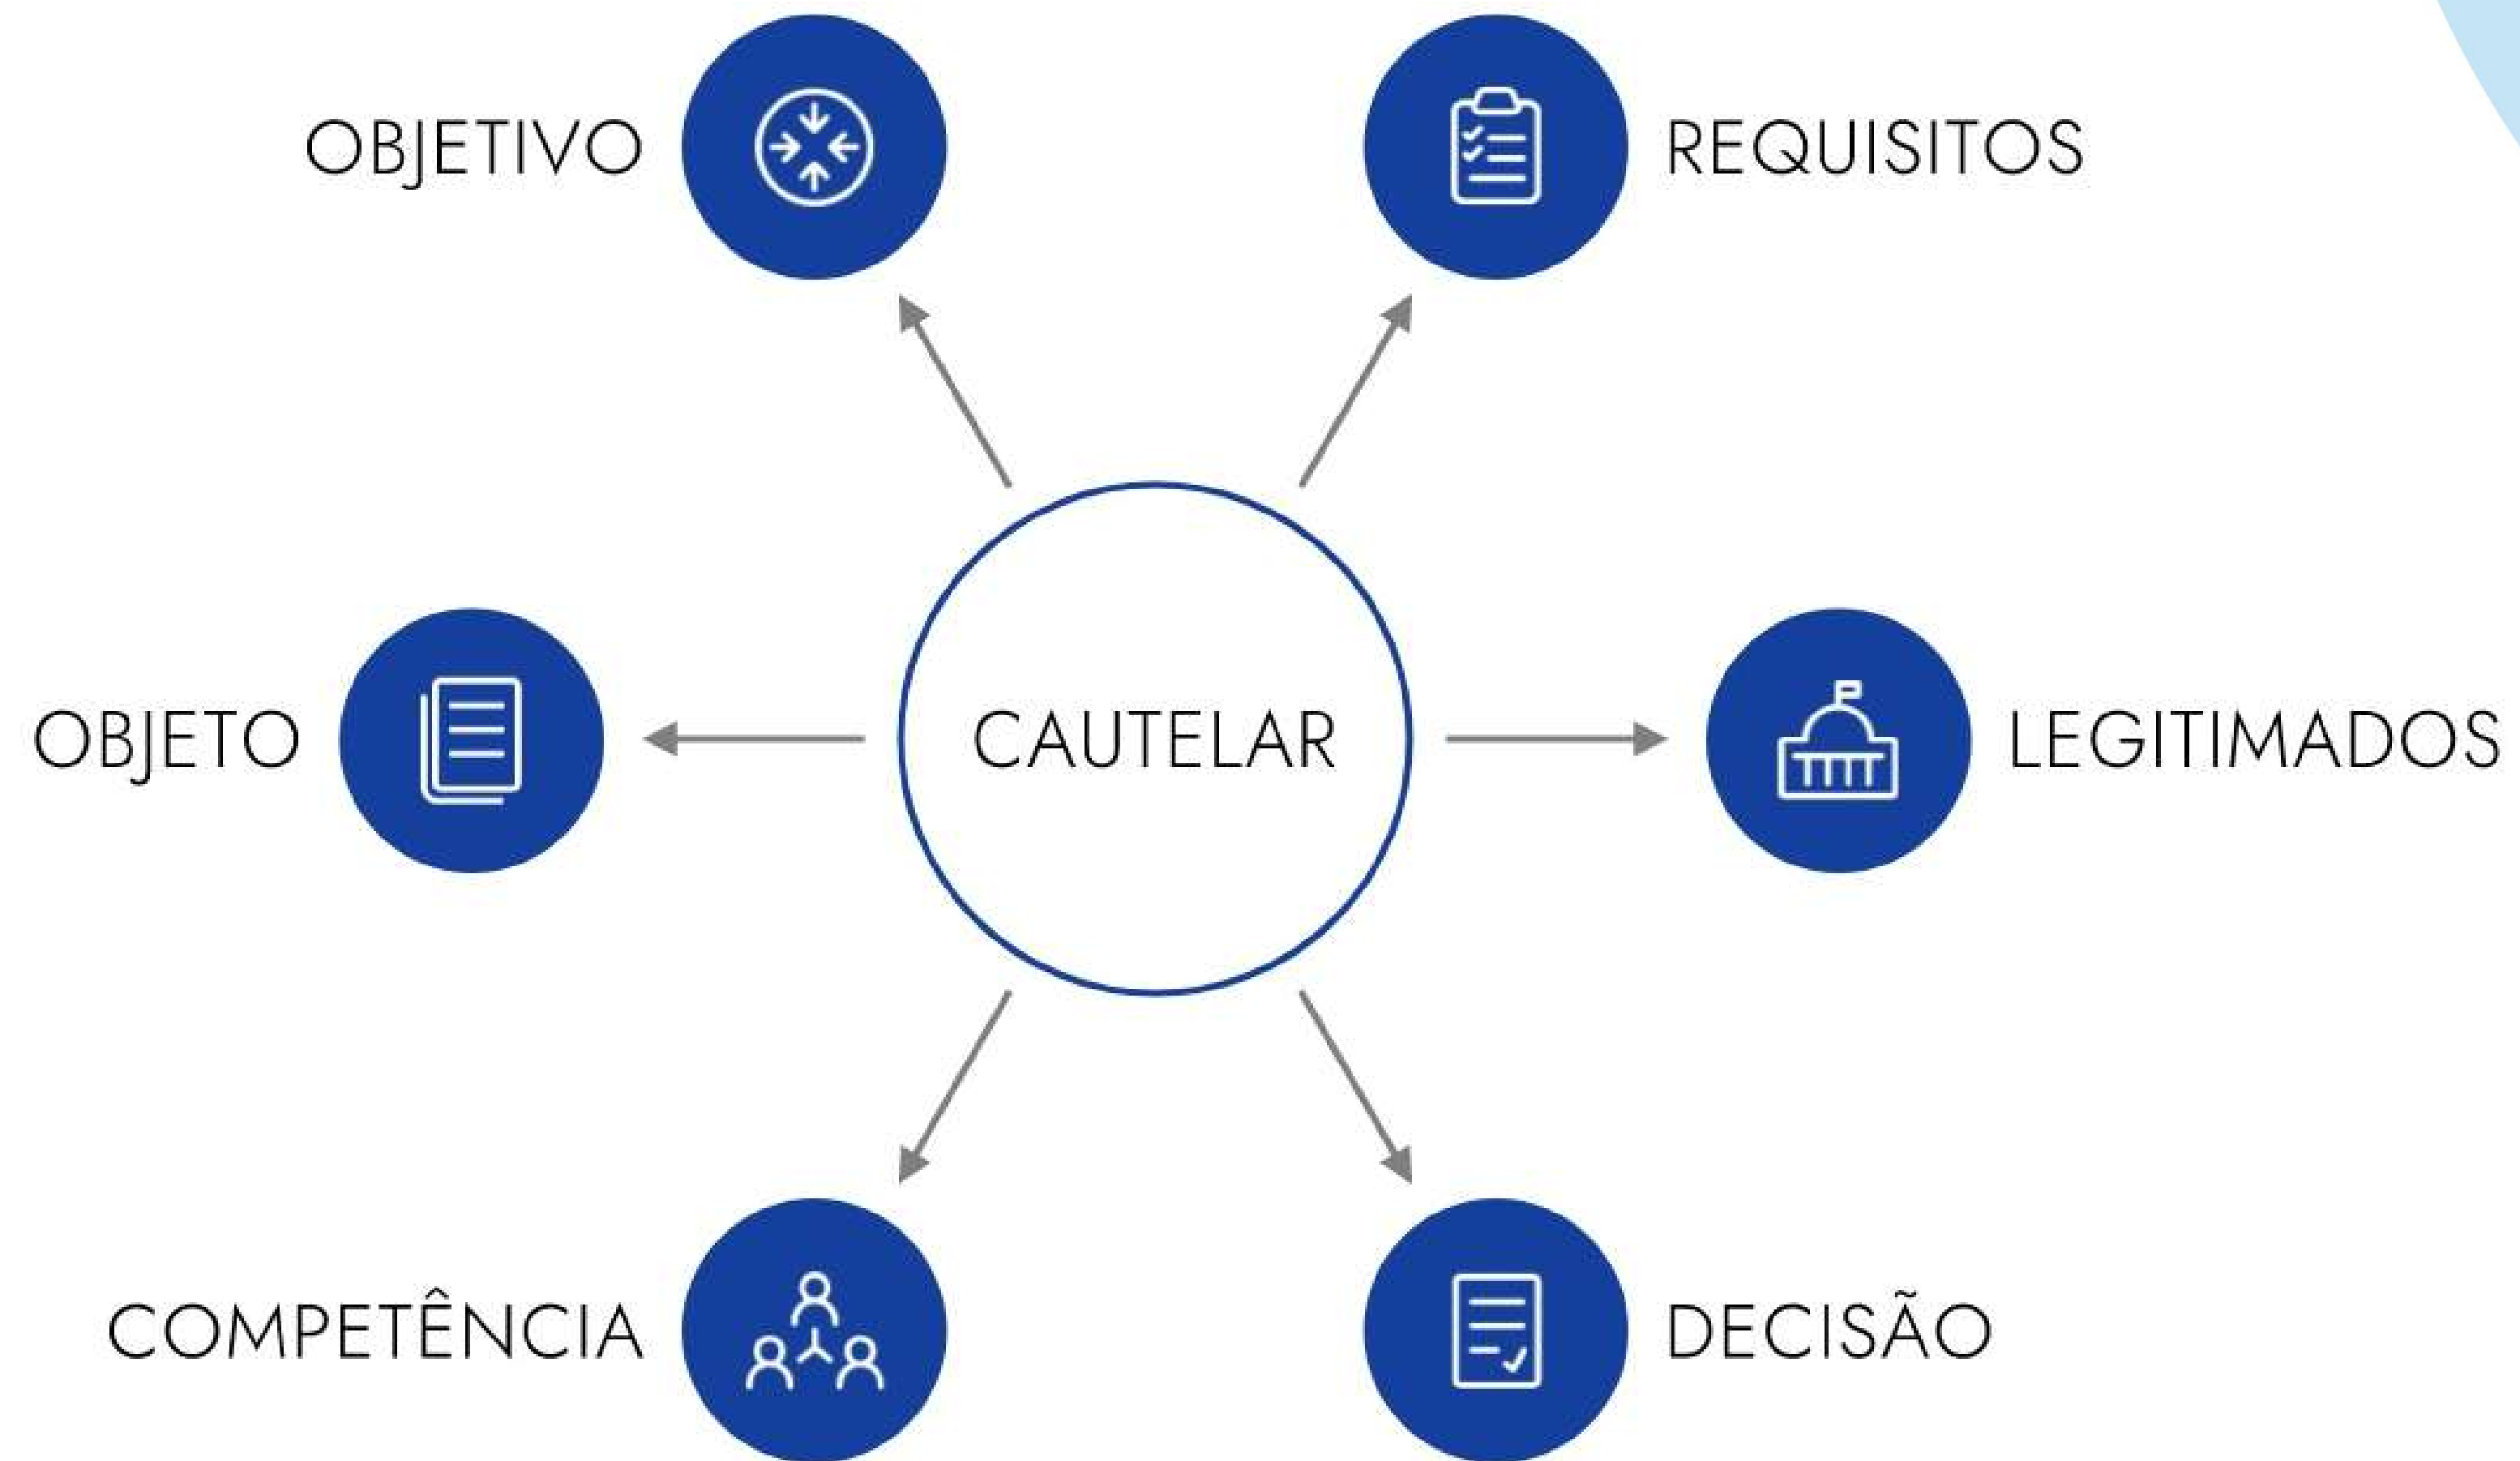 OBJETIVO
REQUISITOS
OBJETO
CAUTELAR
LEGITIMADOS
COMPETÊNCIA
DECISÃO